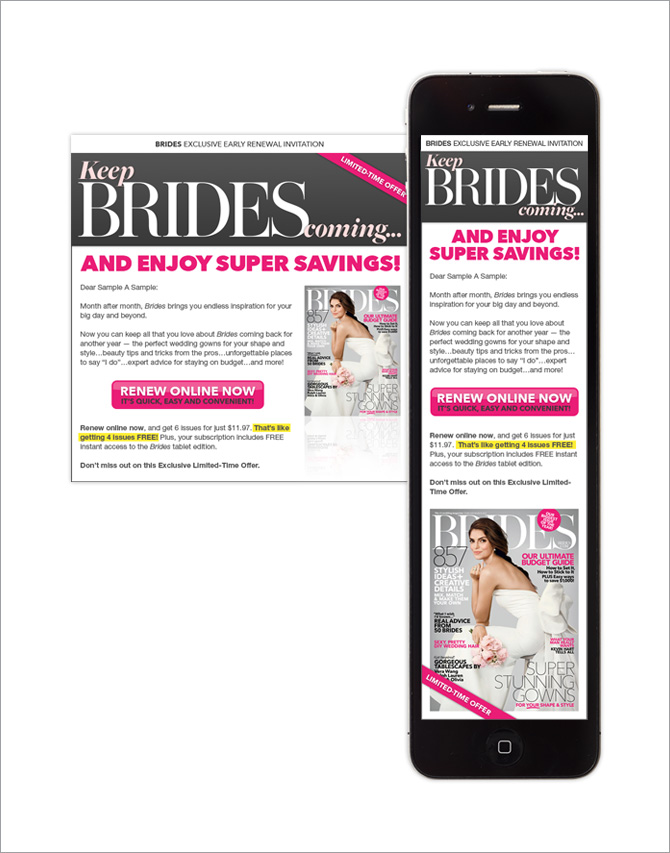 BRIDES EXCLUSIVE EARLY RENEWAL INVITATION
Keep
BRIDES
coming...
LIMITED-TIME OFFER
AND ENJOY SUPER SAVINGS!
Dear Sample A Sample:
Month after month, Brides brings you endless inspiration for your
big day and beyond.
Now you can keep all that you love about Brides coming back for
another year — the perfect wedding gowns for your shape and
style…beauty tips and tricks from the pros…unforgettable places
to say “I do”…expert advice for staying on budget…and more!
RENEW ONLINE NOW
IT'S QUICK, EASY AND CONVENIENT!
Renew online now, and get 6 issues for just $11.97. That's like
getting 4 issues FREE! Plus, your subscription includes FREE
instant access to the Brides tablet edition.
Don't miss out on this Exclusive Limited-Time Offer.
BRIDES
857
STYLISH
IDEAS+
CREATIVE
DETAILS
OUR ULTIMATE
BUDGET GUIDE
SUPER
STUNNING
GOWNS
FOR YOUR SHAPE & STYLE
BRIDES EXCLUSIVE EARLY RENEWAL INVITATION
Keep
BRIDES
coming...
AND ENJOY
SUPER SAVINGS!
Dear Sample A Sample:
Month after month, Brides brings you endless
inspiration for your big day and beyond.
Now you can keep all that you love about
Brides coming back for another year — the
perfect wedding gowns for your shape and
style…beauty tips and tricks from the pros…
unforgettable places to say “I do”…expert
advice for staying on budget…and more!
RENEW ONLINE NOW
IT'S QUICK, EASY AND CONVENIENT!
Renew online now, and get 6 issues for just
$11.97. That's like getting 4 issues FREE!
Plus, your subscription includes FREE instant
access to the Brides tablet edition.
Don't miss out on this Exclusive Limited-
Time Offer.
BRIDES
857
STYLISH
IDEAS+
CREATIVE
DETAILS
MIX, MATCH
& MAKE THEM
YOUR OWN
OUR ULTIMATE
BUDGET GUIDE
How to Set It,
How to Stick to It
PLUS Easy ways
to save $1,000!
REAL ADVICE
FROM
50 BRIDES
SEXY, PRETTY
DIY WEDDING HAIR
GORGEOUS
TABLESCAPES BY
Vera Wang
Ralph Lauren
Olivia
KEVIN HART
TELLS ALL
SUPER
STUNNING
GOWNS
FOR YOUR SHAPE & STYLE
LIMITED-TIME OFFER